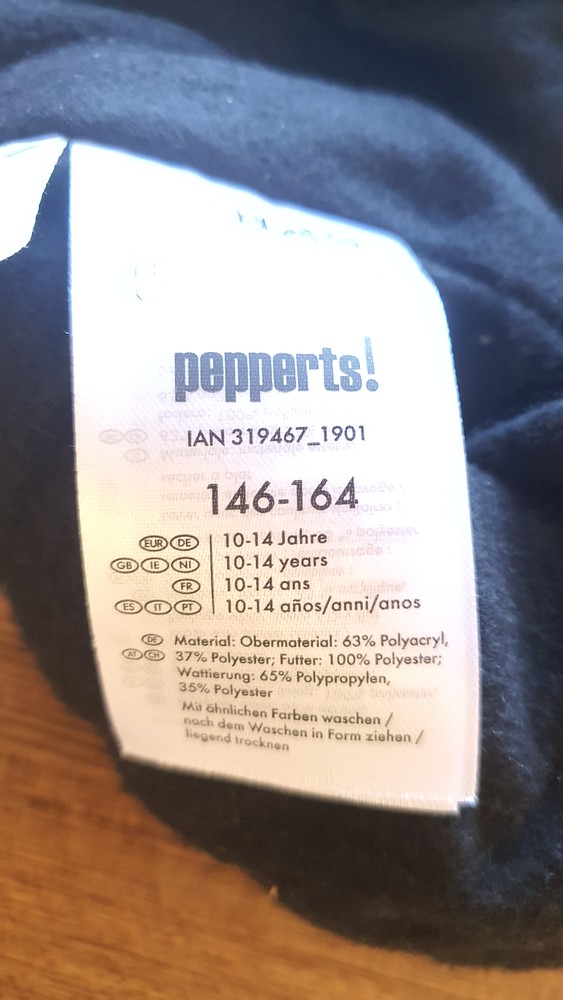 pepperts!
IAN 319467_1901
146-164
EUR DE 10-14 Jahre
GB IE NI 10-14 years
FR 10-14 ans
ES IT PT 10-14 años/anni/anos
DE Material: Obermaterial: 63% Polyacryl,
AT CH 37% Polyester; Futter: 100% Polyester;
Wattierung: 65% Polypropylen,
35% Polyester
Mit ähnlichen Farben waschen /
nach dem Waschen in Form ziehen /
liegend trocknen